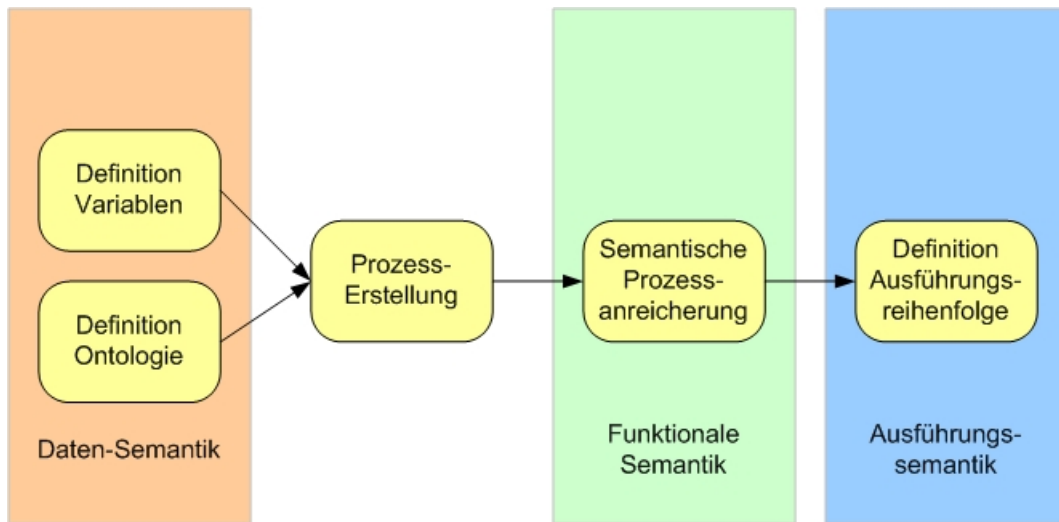 Definition
Variablen
Definition
Ontologie
Daten-Semantik
Prozess-
Erstellung
Semantische
Prozess-
anreicherung
Funktionale
Semantik
Definition
Ausführungs-
reihenfolge
Ausführungs-
semantik